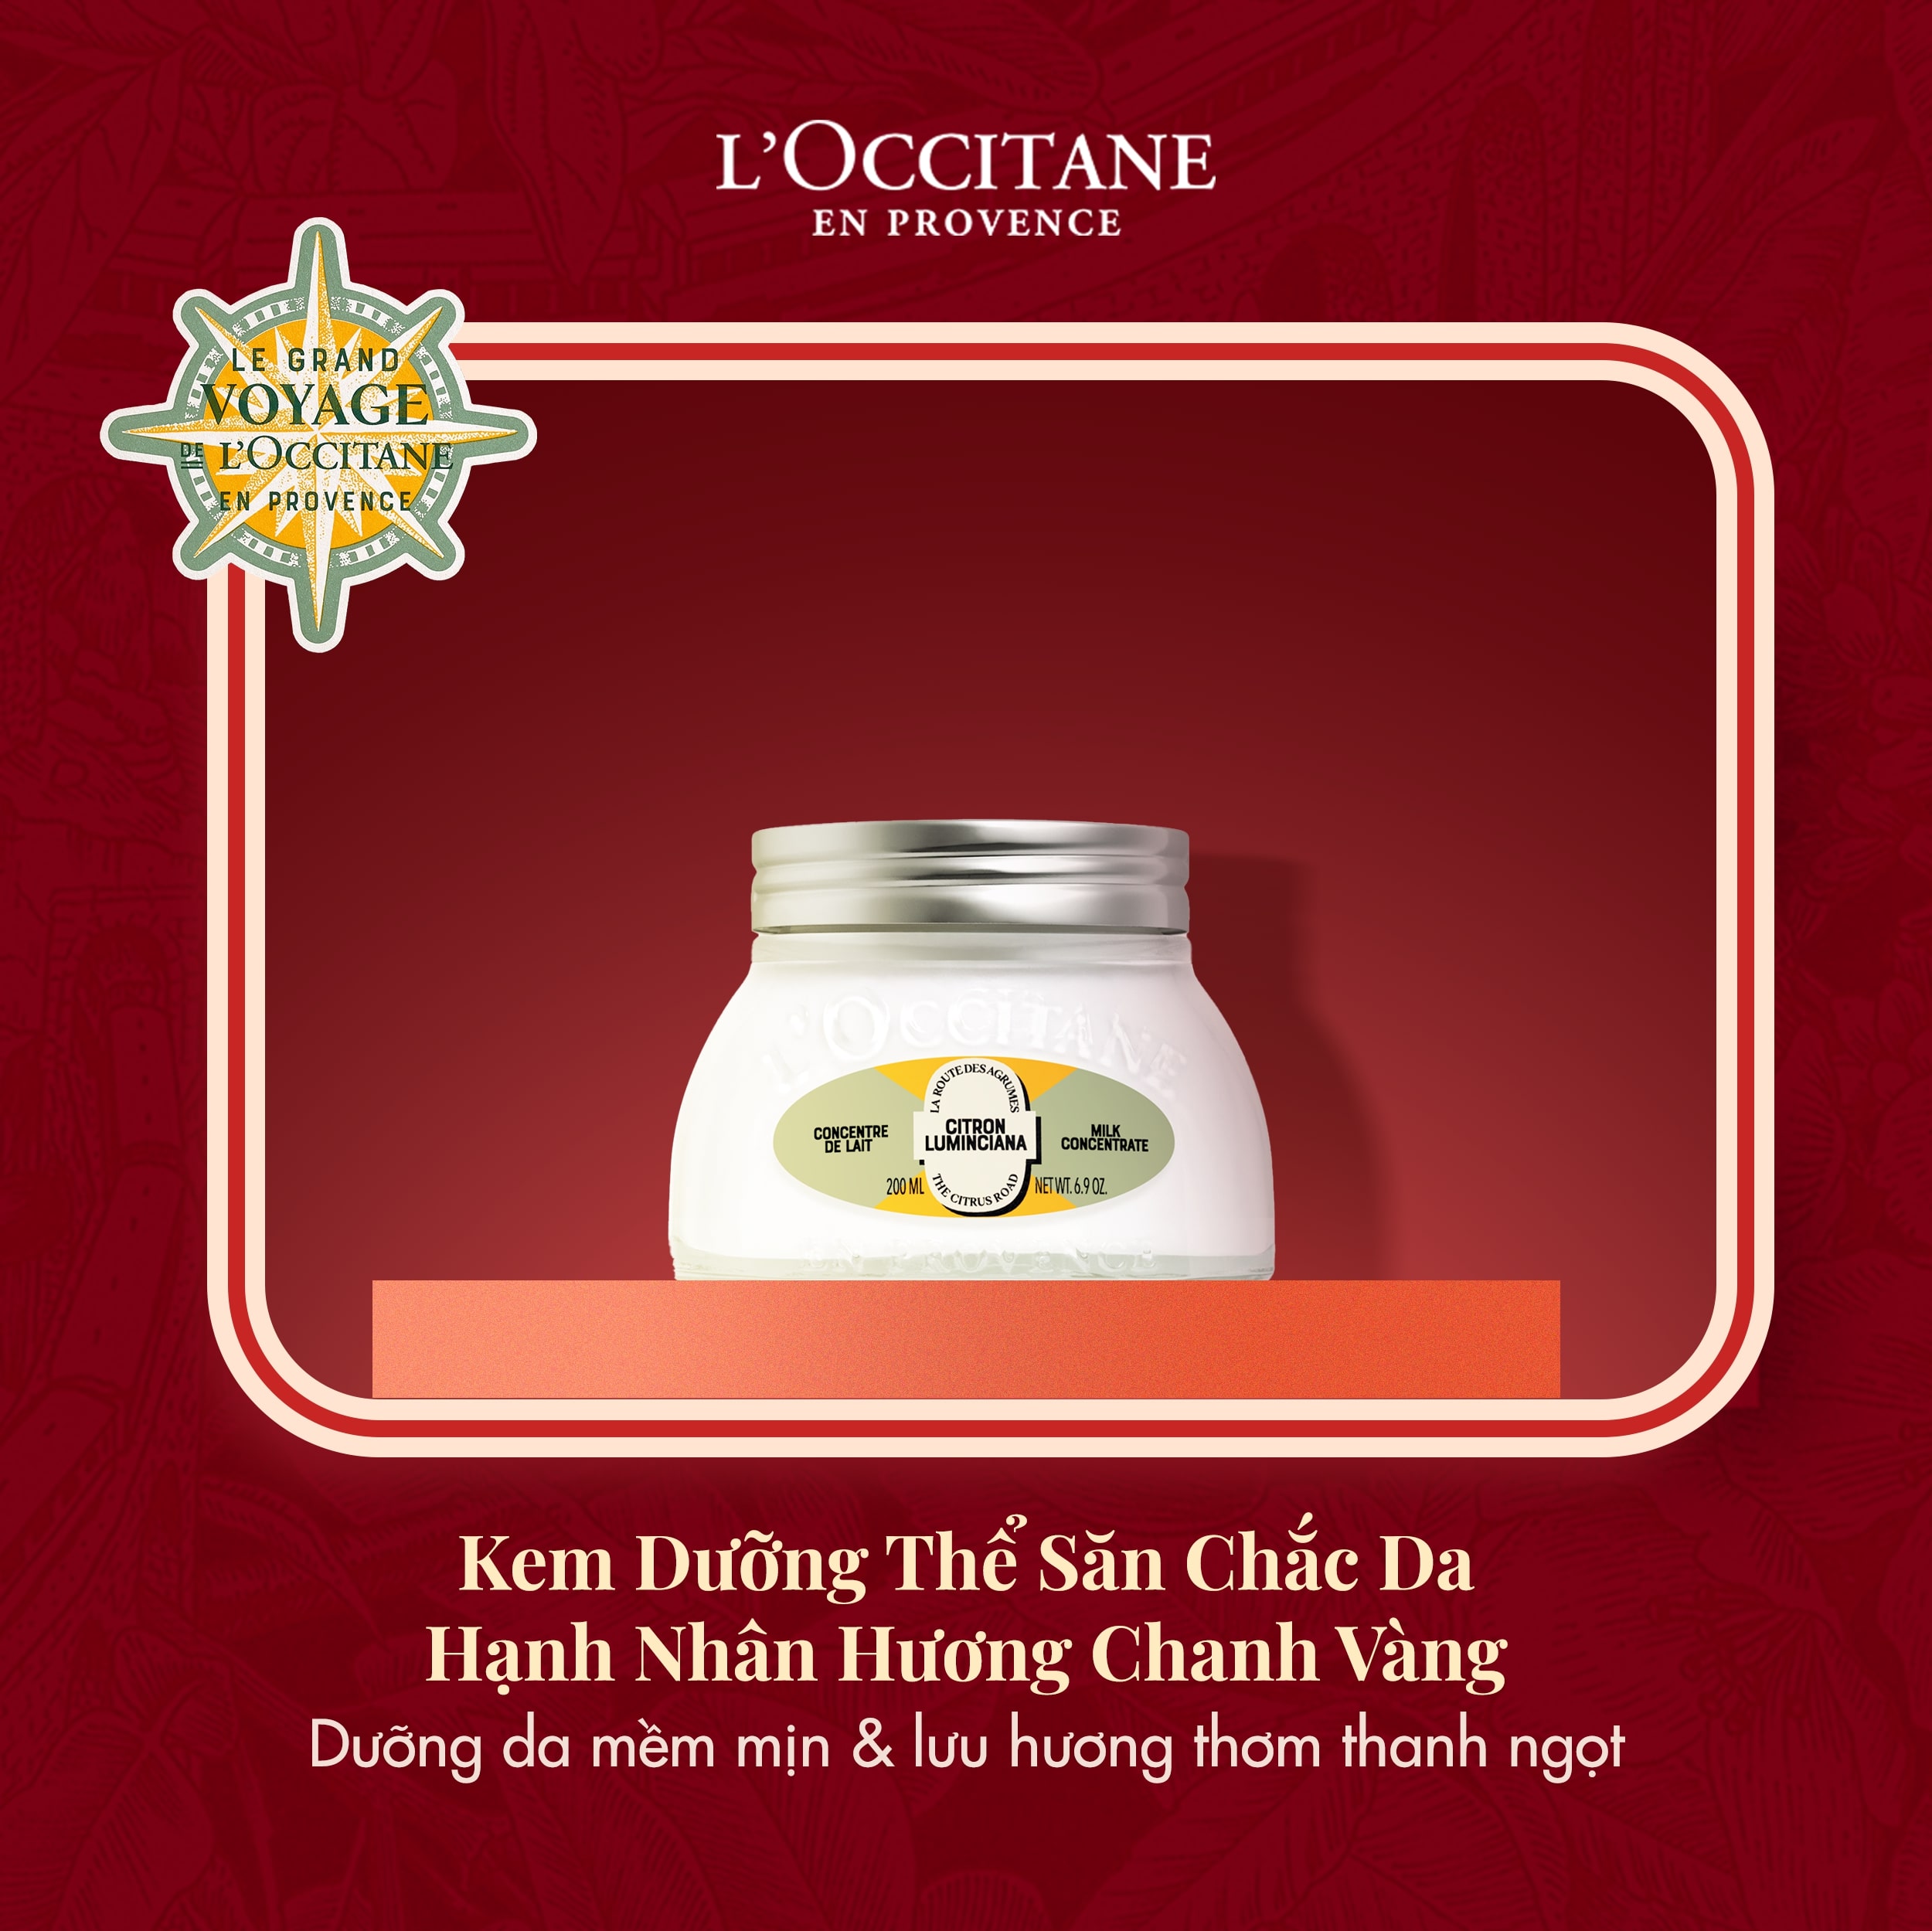 L'OCCITANE
EN PROVENCE
LE GRAND
VOYAGE
DE L'OCCITANE
EN PROVENCE
L'OCCITANE
LA ROUTE DES AGRUMES
CONCENTRE
DE LAIT
CITRON
LUMINCIANA
MILK
CONCENTRATE
200 ML
THE CITRUS ROAD
NET WT. 6.9 OZ.
EN PROVENCE
Kem Dưỡng Thể Săn Chắc Da
Hạnh Nhân Hương Chanh Vàng
Dưỡng da mềm mịn & lưu hương thơm thanh ngọt